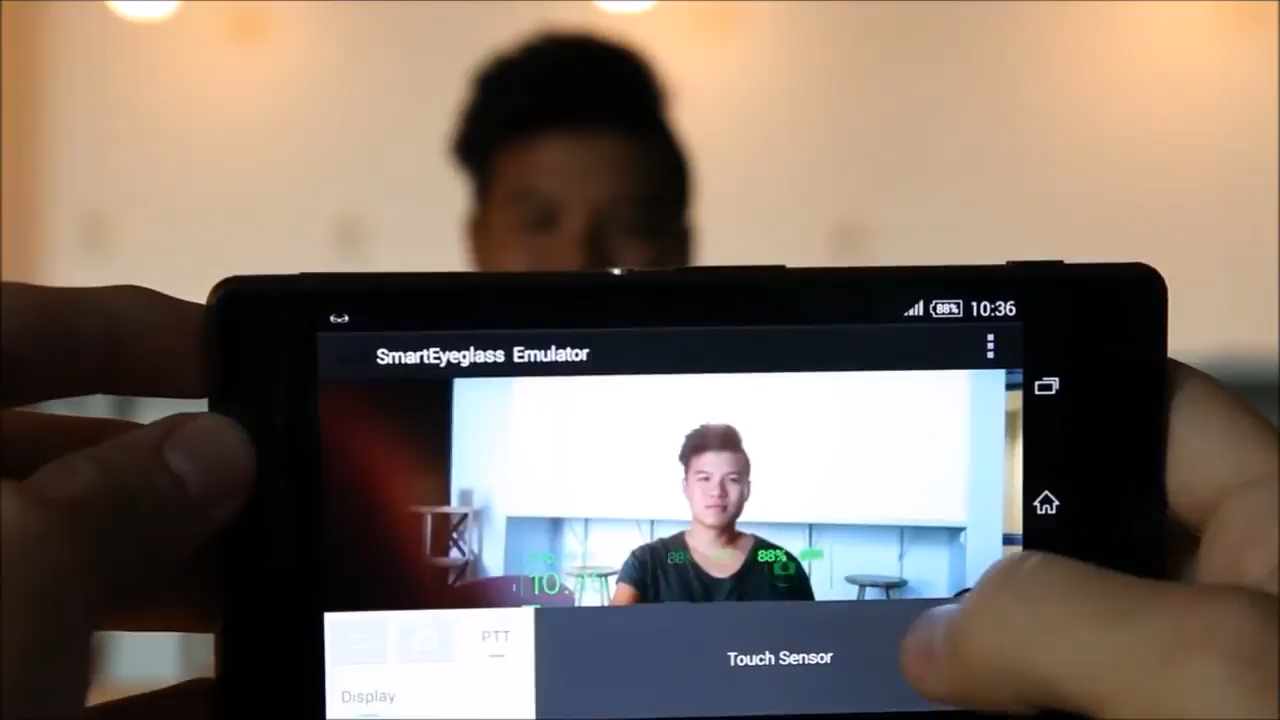 88% 10:36
SmartEyeglass Emulator
88% 88%
PTT
Touch Sensor
Display